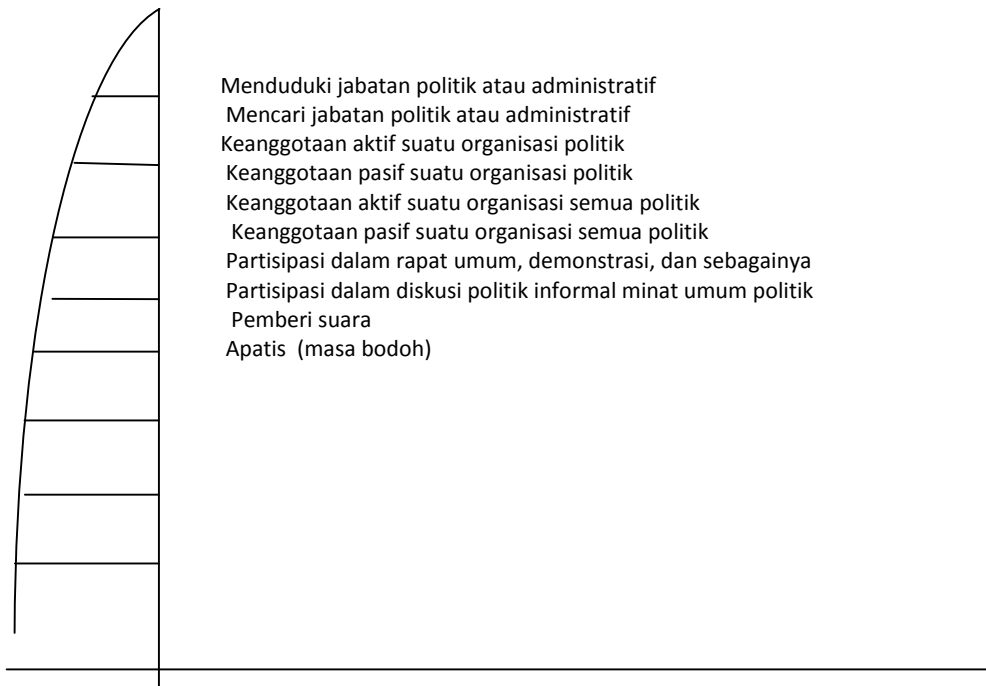 Menduduki jabatan politik atau administratif
Mencari jabatan politik atau administratif
Keanggotaan aktif suatu organisasi politik
Keanggotaan pasif suatu organisasi politik
Keanggotaan aktif suatu organisasi semua politik
Keanggotaan pasif suatu organisasi semua politik
Partisipasi dalam rapat umum, demonstrasi, dan sebagainya
Partisipasi dalam diskusi politik informal minat umum politik
Pemberi suara
Apatis (masa bodoh)